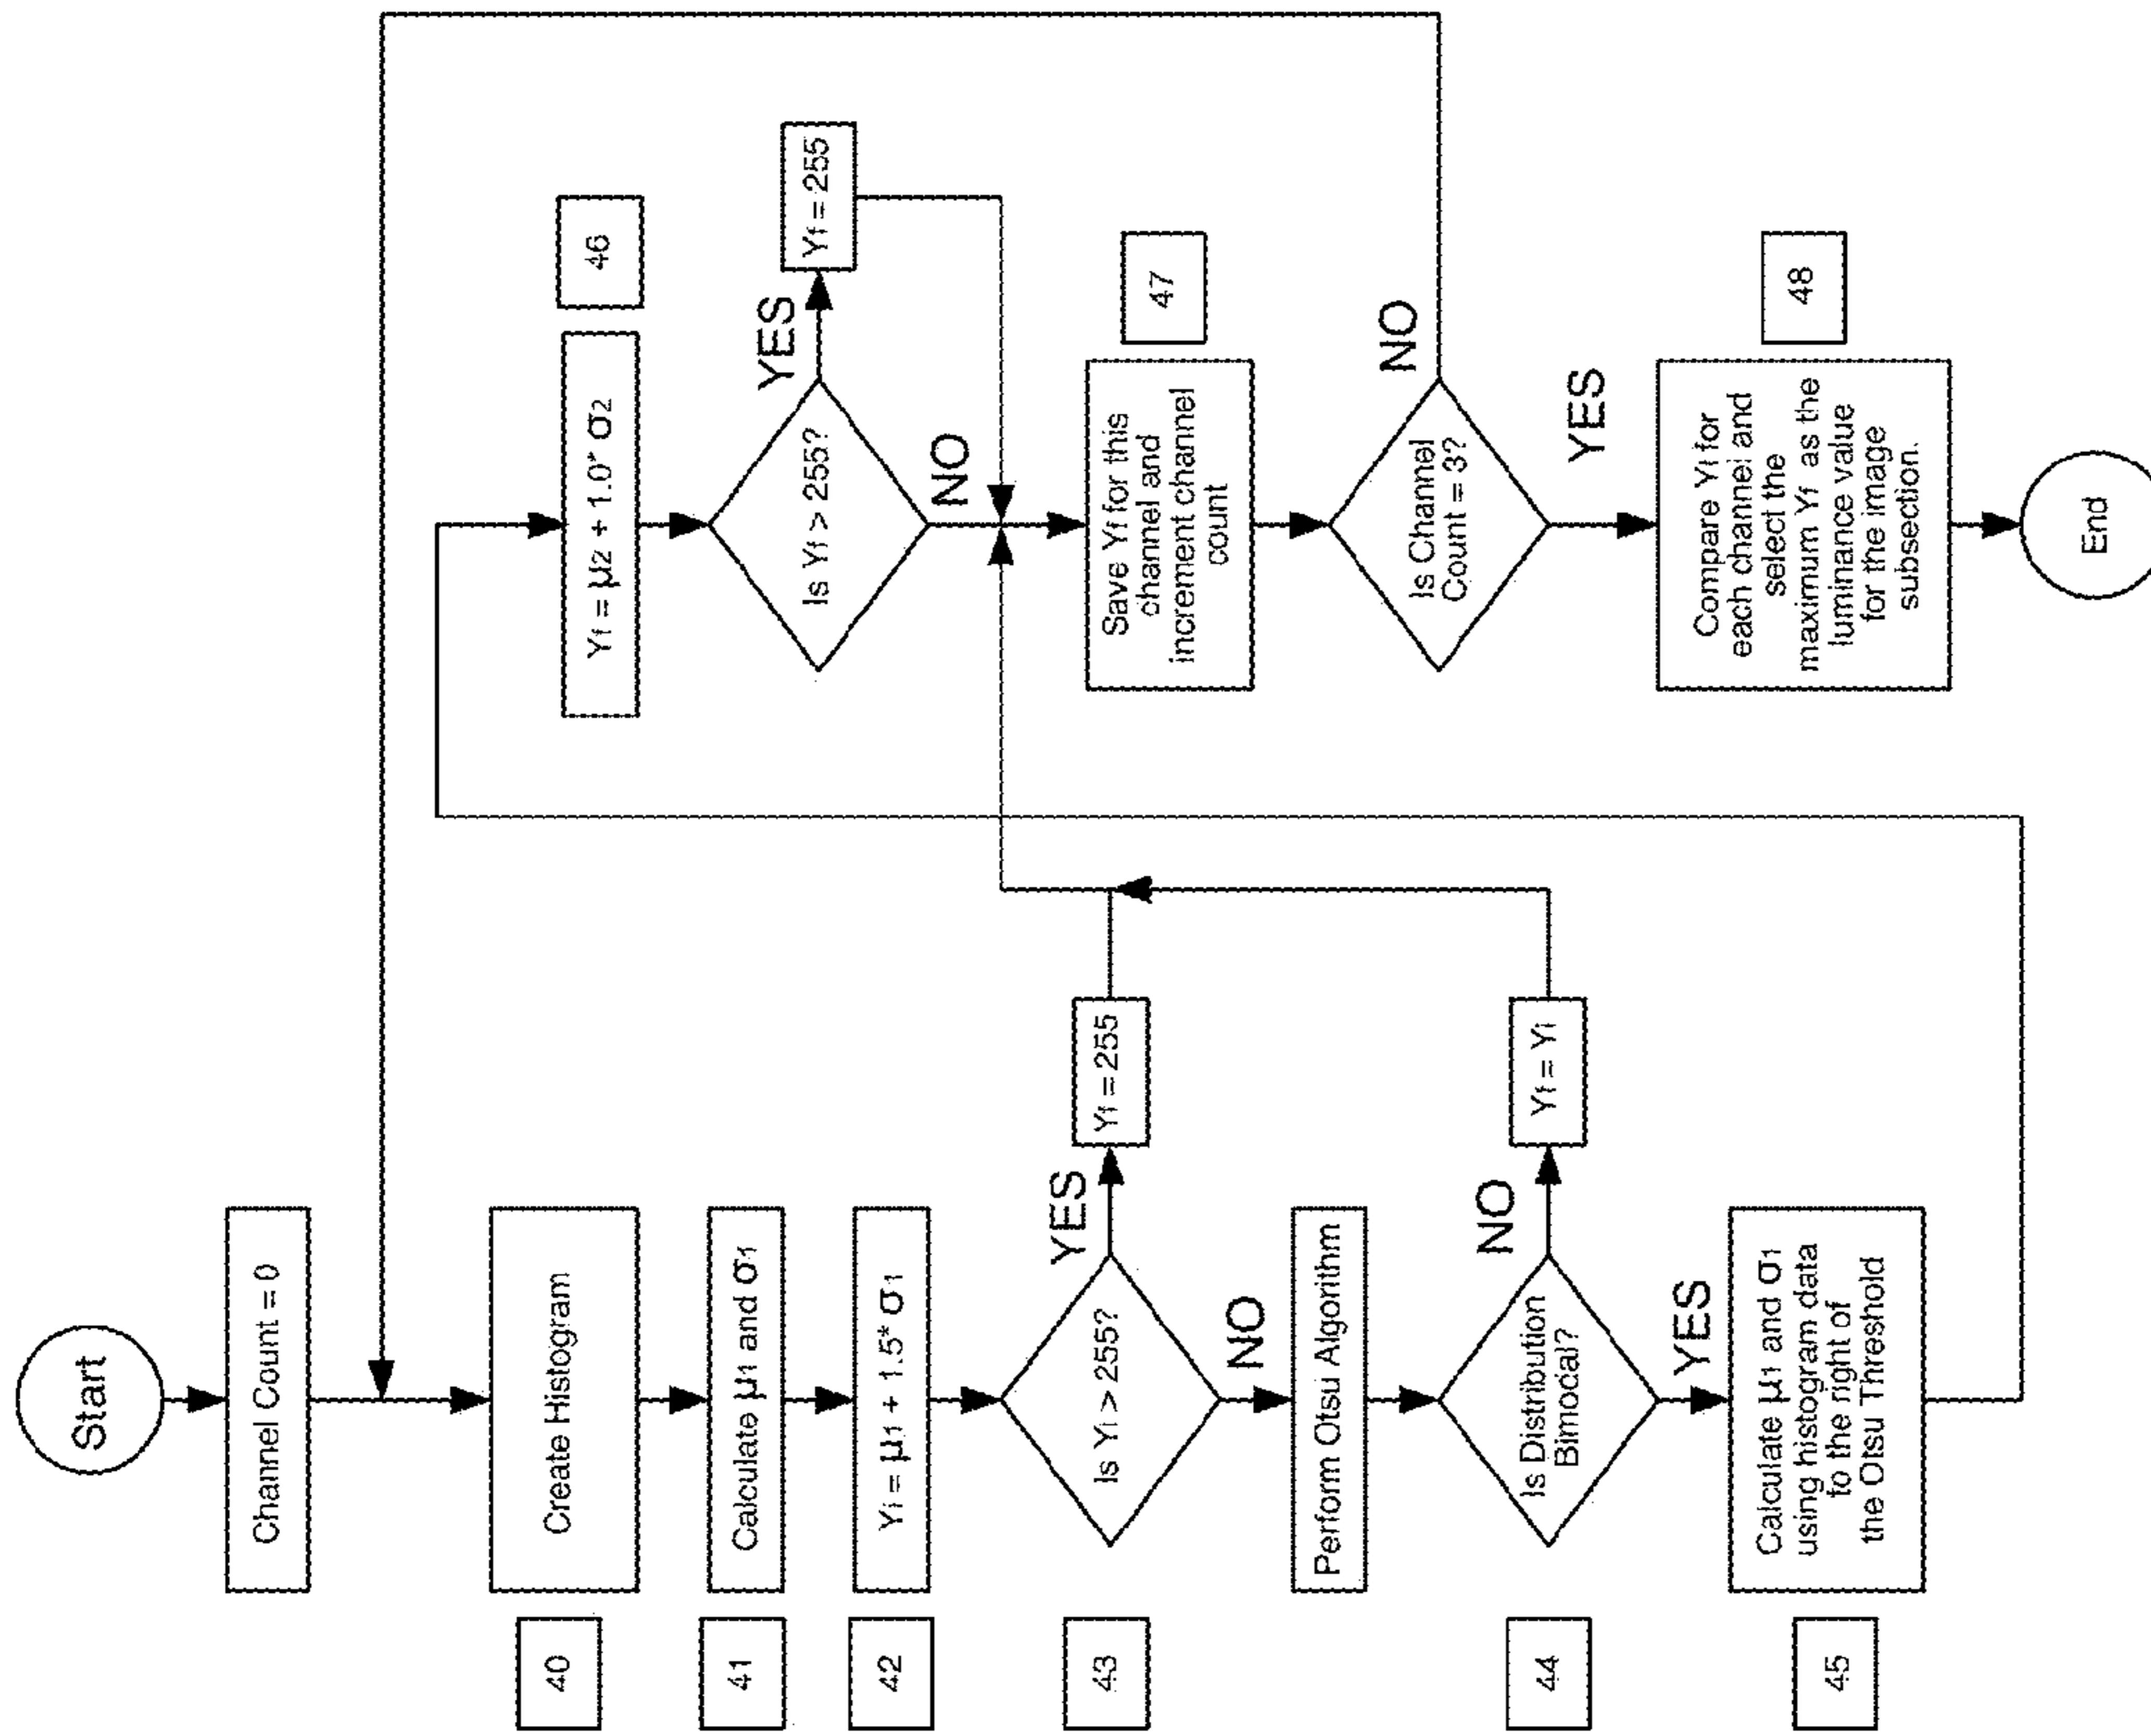 Start
Channel Count = 0
40
Create Histogram
41
Calculate μ1 and σ1
42
Yi = μ1 + 1.5* σ1
43
Is Yi > 255?
YES
Yf = 255
NO
Perform Otsu Algorithm
44
Is Distribution
Bimodal?
NO
Yf = Yi
YES
45
Calculate μ1 and σ1
using histogram data
to the right of
the Otsu Threshold
46
Yf = μ2 + 1.0* σ2
Is Yf > 255?
YES
Yf = 255
NO
47
Save Yf for this
channel and
increment channel
count
Is Channel
Count = 3?
NO
YES
48
Compare Yf for
each channel and
select the
maximum Yf as the
luminance value
for the image
subsection.
End